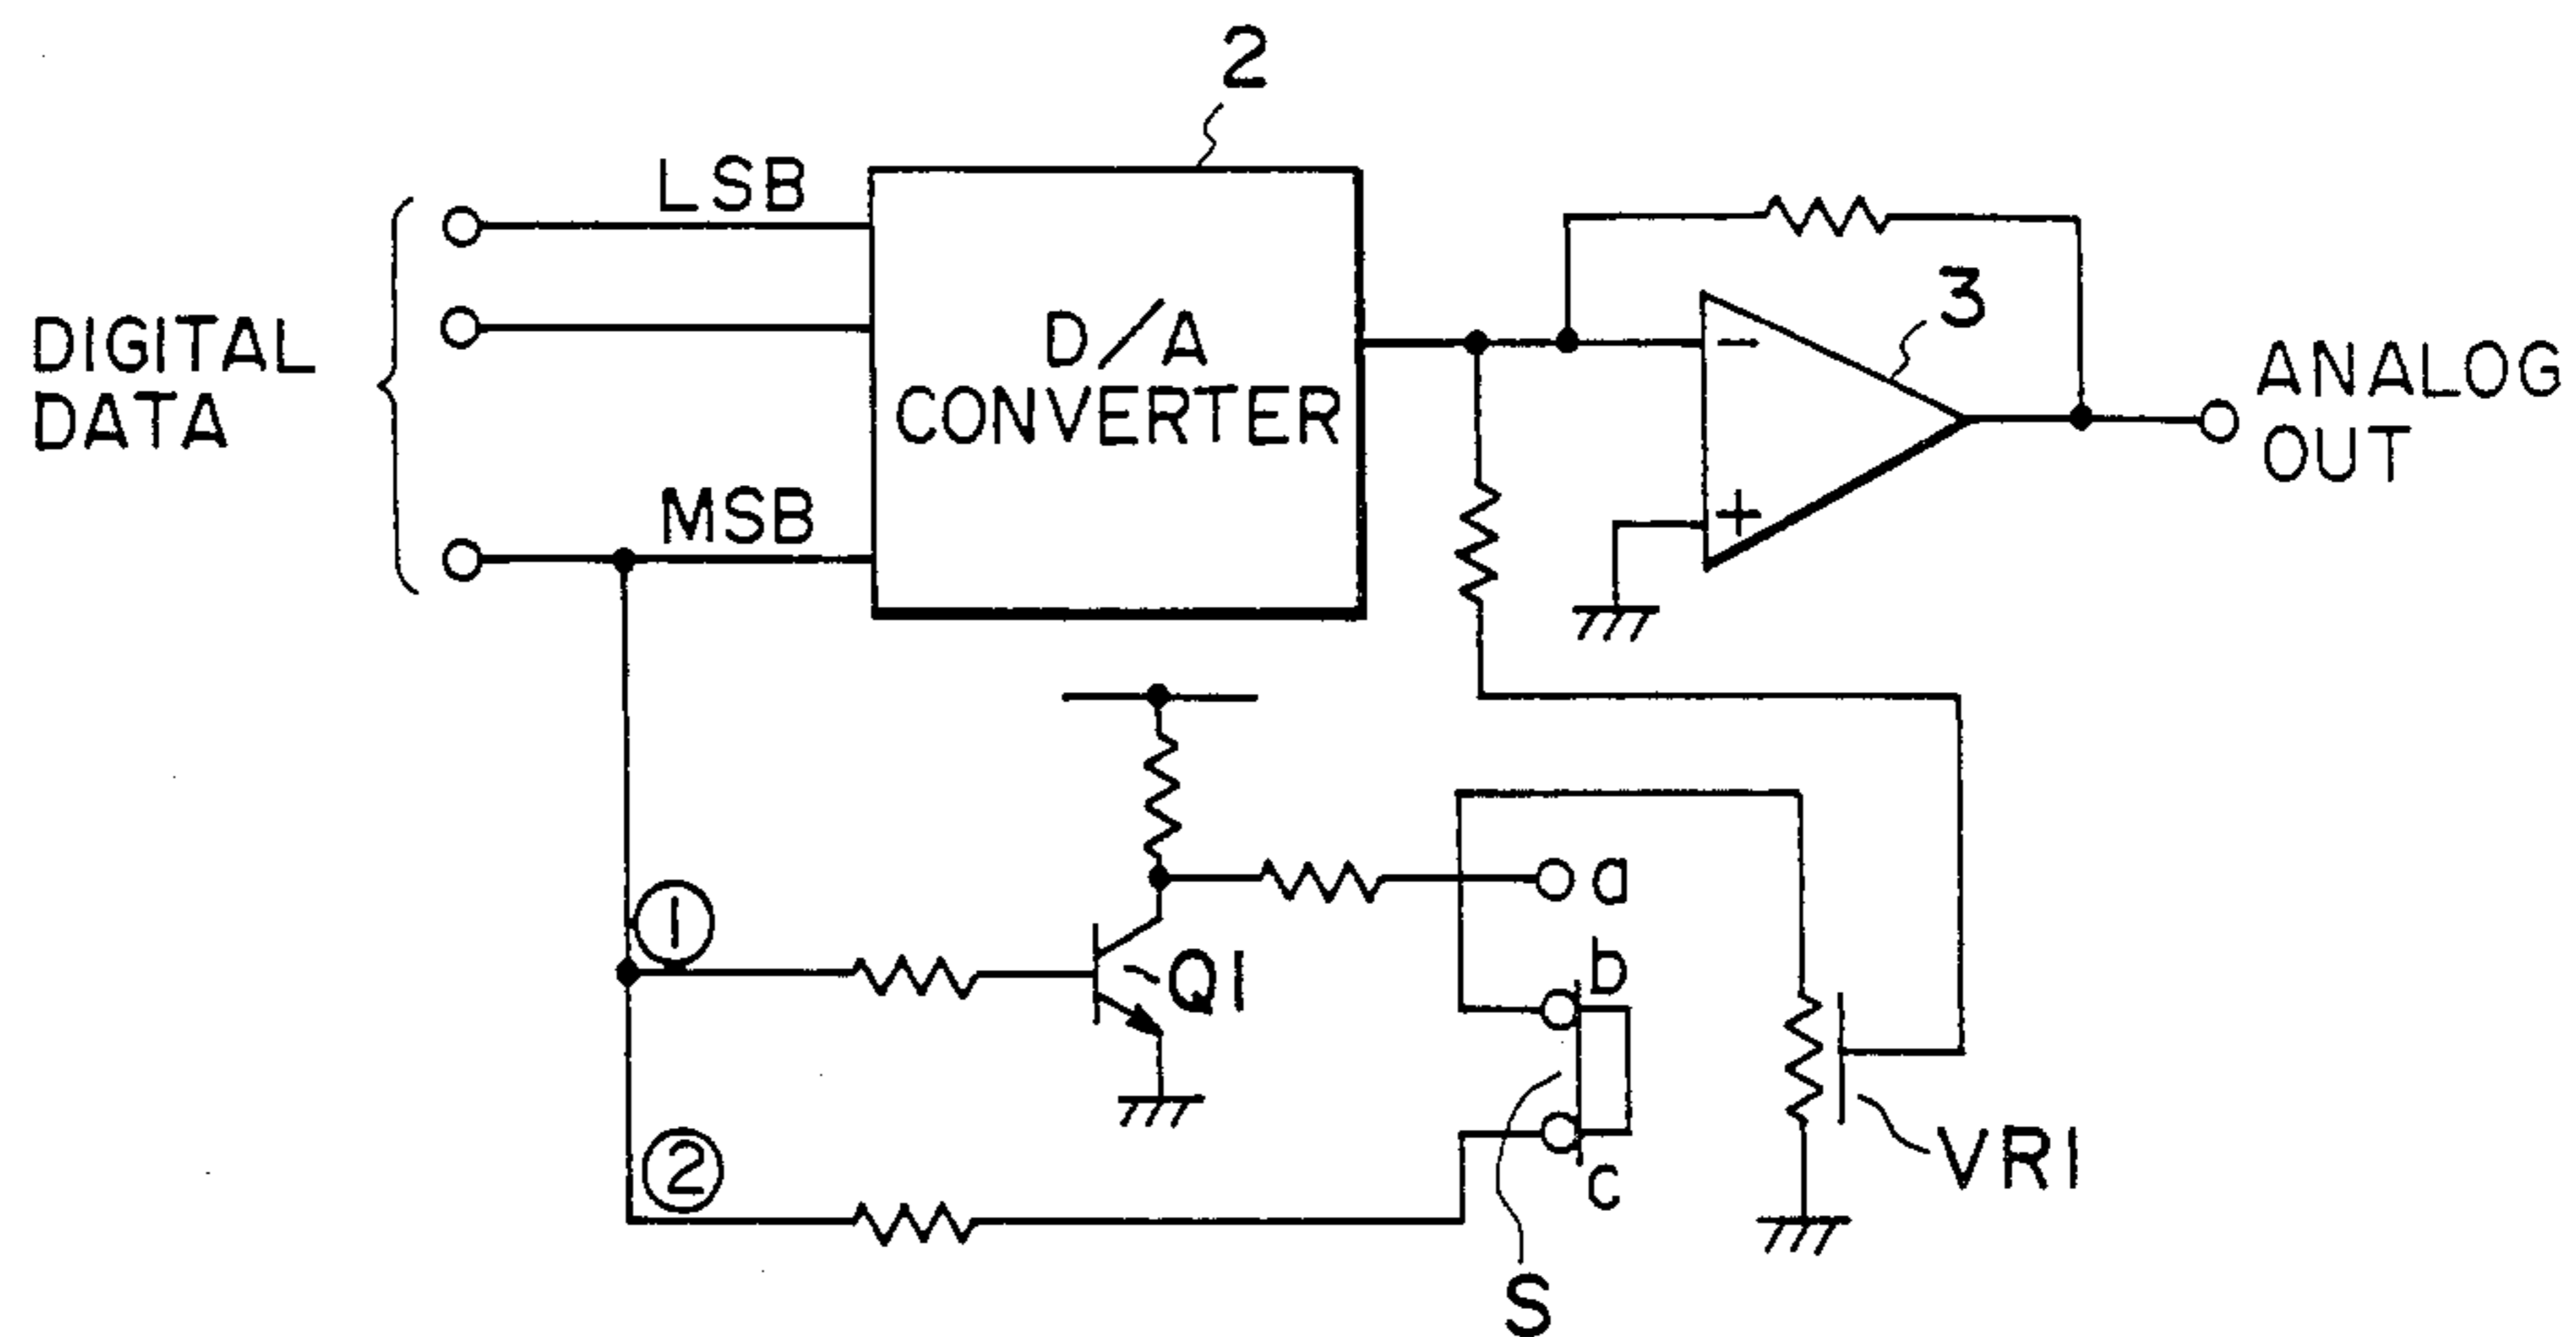 2
LSB
DIGITAL
DATA
D/A
CONVERTER
MSB
3
-
+
ANALOG
OUT
a
1
Q1
b
2
c
VR1
S